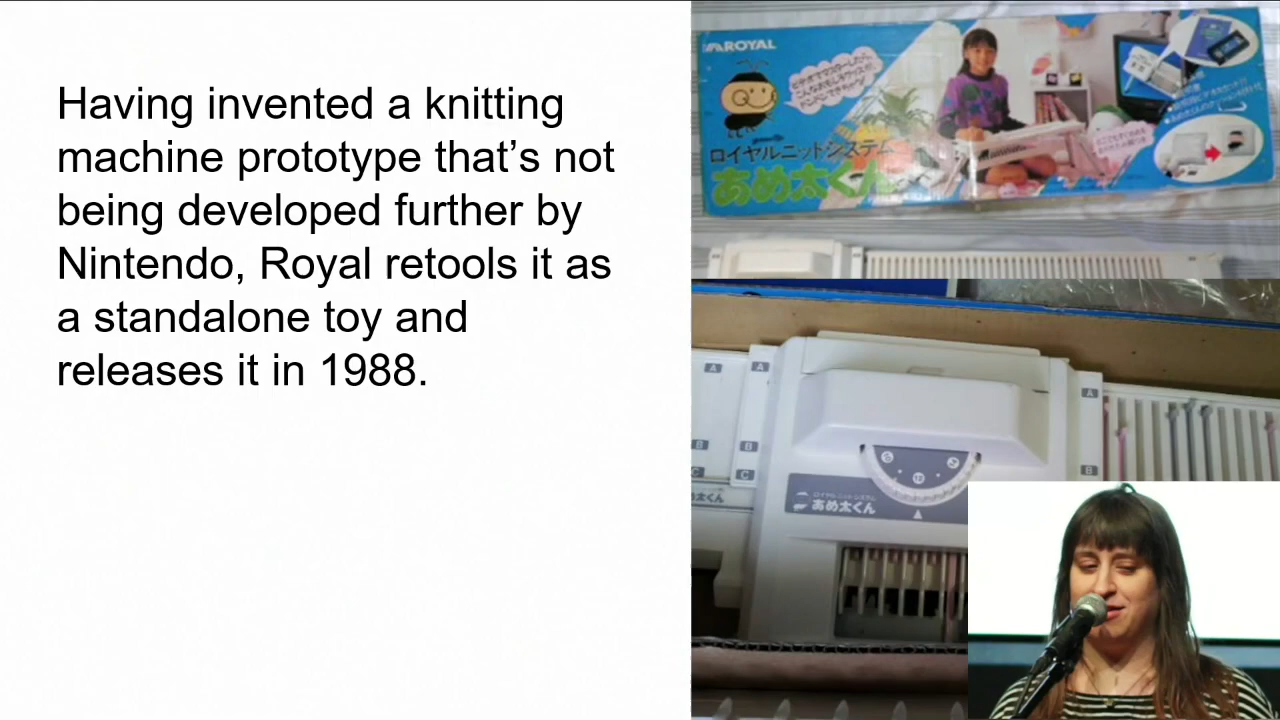 Having invented a knitting
machine prototype that's not
being developed further by
Nintendo, Royal retools it as
a standalone toy and
releases it in 1988.
ROYAL
ロイヤルニットシステム
あめ太くん
A
A
A
B
B
B
C
C
ロイヤルニットシステム
あめ太くん